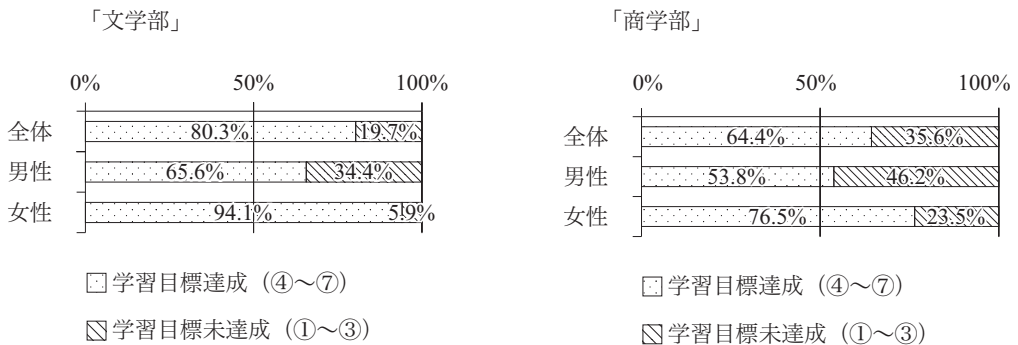 「文学部」
0% 50% 100%
全体 80.3% 19.7%
男性 65.6% 34.4%
女性 94.1% 5.9%
学習目標達成（④～⑦）
学習目標未達成（①～③）
「商学部」
0% 50% 100%
全体 64.4% 35.6%
男性 53.8% 46.2%
女性 76.5% 23.5%
学習目標達成（④～⑦）
学習目標未達成（①～③）